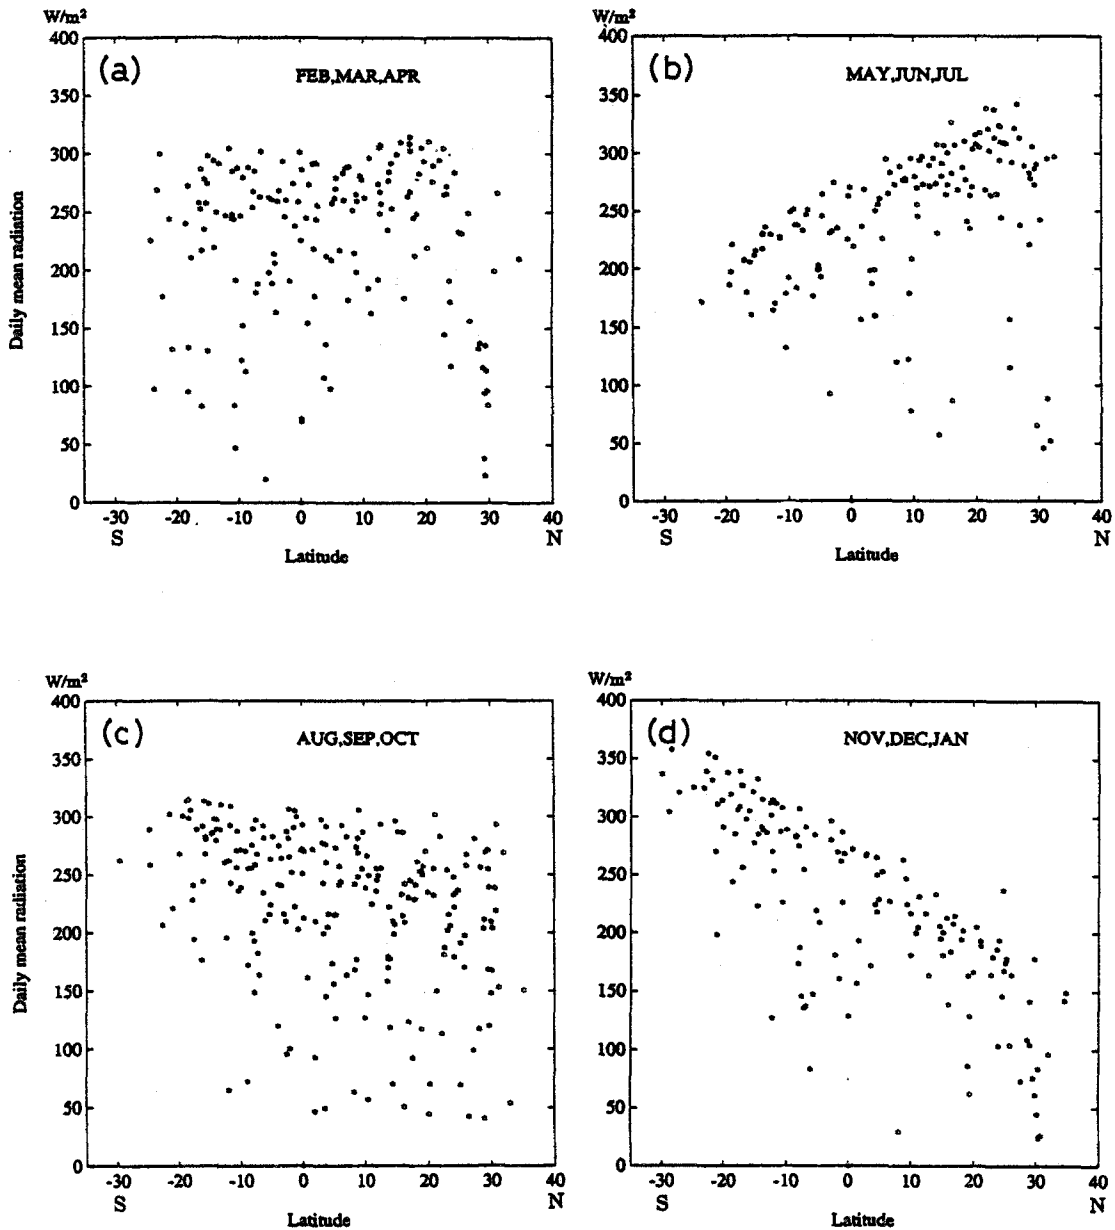 W/m²
400
(a)
FEB,MAR,APR
350
300
250
200
150
100
50
0
-30 -20 -10 0 10 20 30 40
S N
Latitude
Daily mean radiation
W/m²
400
(b)
MAY,JUN,JUL
350
300
250
200
150
100
50
0
-30 -20 -10 0 10 20 30 40
S N
Latitude
W/m²
400
(c)
AUG,SEP,OCT
350
300
250
200
150
100
50
0
-30 -20 -10 0 10 20 30 40
S N
Latitude
Daily mean radiation
W/m²
400
(d)
NOV,DEC,JAN
350
300
250
200
150
100
50
0
-30 -20 -10 0 10 20 30 40
S N
Latitude